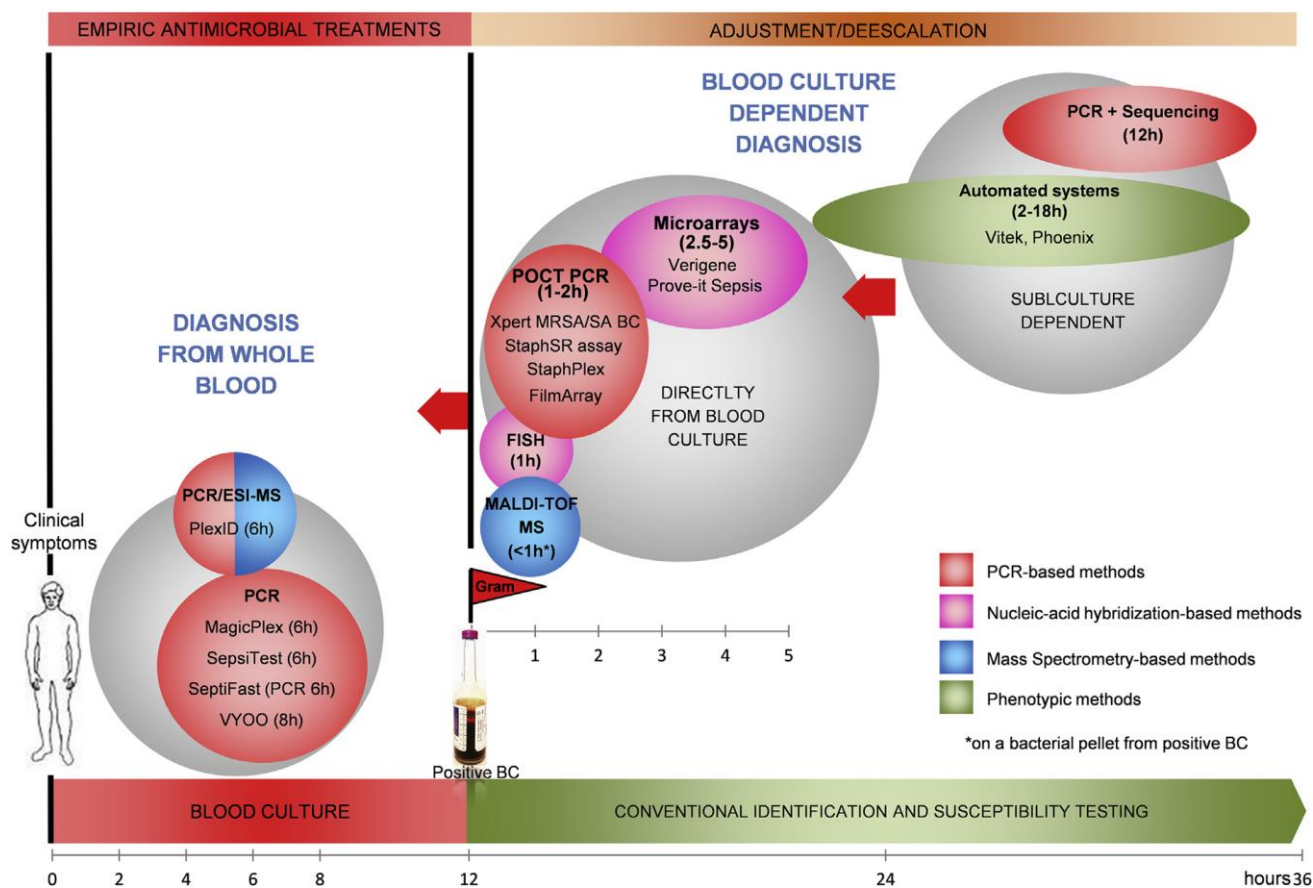 EMPIRIC ANTIMICROBIAL TREATMENTS
ADJUSTMENT/DEESCALATION
BLOOD CULTURE
DEPENDENT
DIAGNOSIS
PCR + Sequencing
(12h)
Automated systems
(2-18h)
Vitek, Phoenix
SUBLCULTURE
DEPENDENT
Microarrays
(2.5-5)
Verigene
Prove-it Sepsis
POCT PCR
(1-2h)
Xpert MRSA/SA BC
StaphSR assay
StaphPlex
FilmArray
DIRECTLTY
FROM BLOOD
CULTURE
FISH
(1h)
MALDI-TOF
MS
(<1h*)
Gram
1 2 3 4 5
DIAGNOSIS
FROM WHOLE
BLOOD
PCR/ESI-MS
PlexID (6h)
PCR
MagicPlex (6h)
SepsiTest (6h)
SeptiFast (PCR 6h)
VYOO (8h)
Clinical
symptoms
Positive BC
PCR-based methods
Nucleic-acid hybridization-based methods
Mass Spectrometry-based methods
Phenotypic methods
*on a bacterial pellet from positive BC
BLOOD CULTURE
CONVENTIONAL IDENTIFICATION AND SUSCEPTIBILITY TESTING
0 2 4 6 8 12 24 hours 36